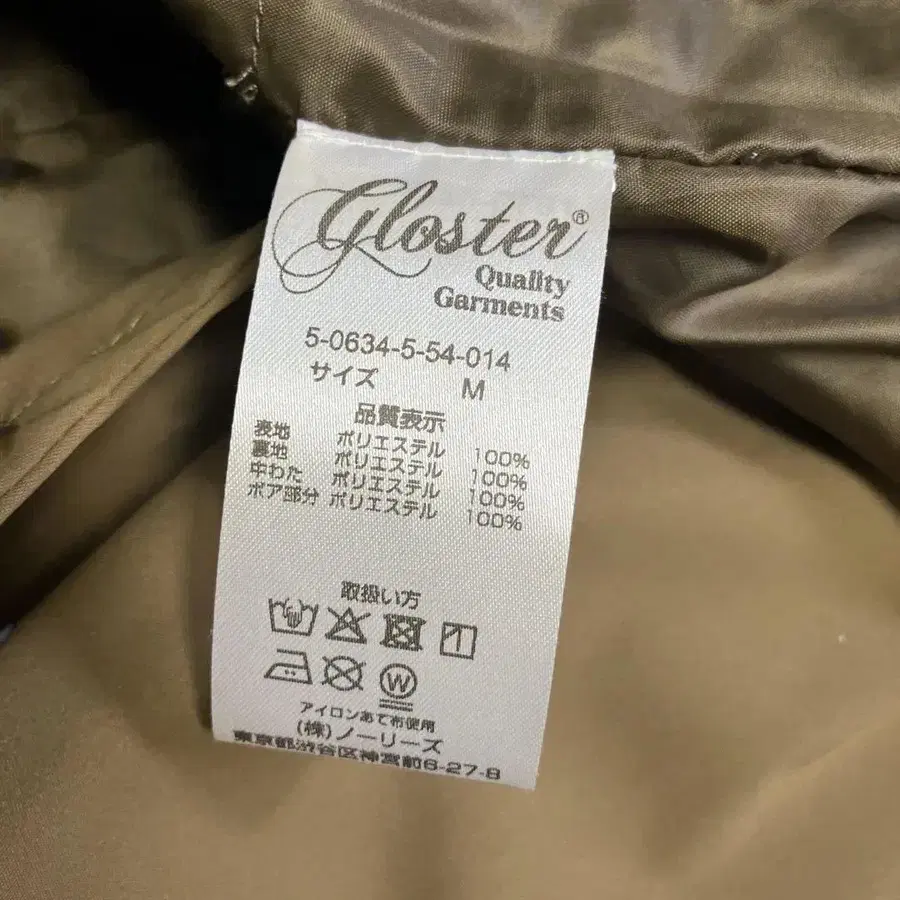 Gloster®
Quality
Garments
5-0634-5-54-014
サイズ M
品質表示
表地 ポリエステル 100%
裏地 ポリエステル 100%
中わた ポリエステル 100%
ボア部分 ポリエステル 100%
取扱い方
W
アイロンあて布使用
(株)ノーリーズ
東京都渋谷区神宮前6-27-8